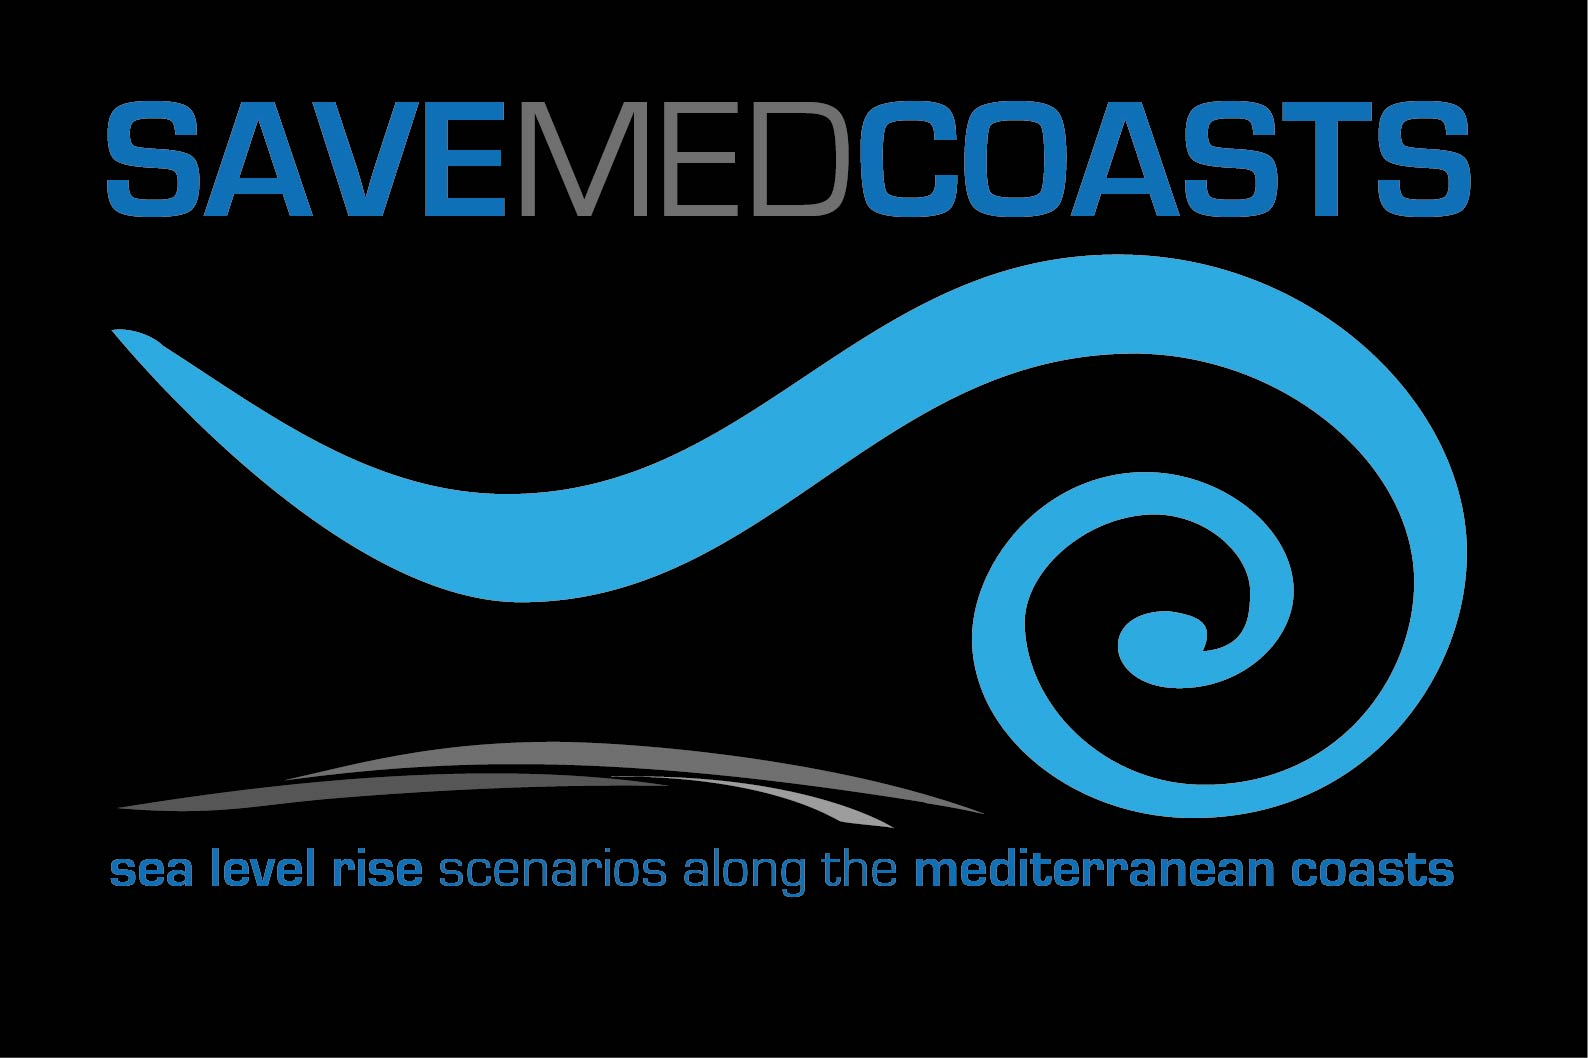 SAVEMEDCOASTS
sea level rise scenarios along the mediterranean coasts